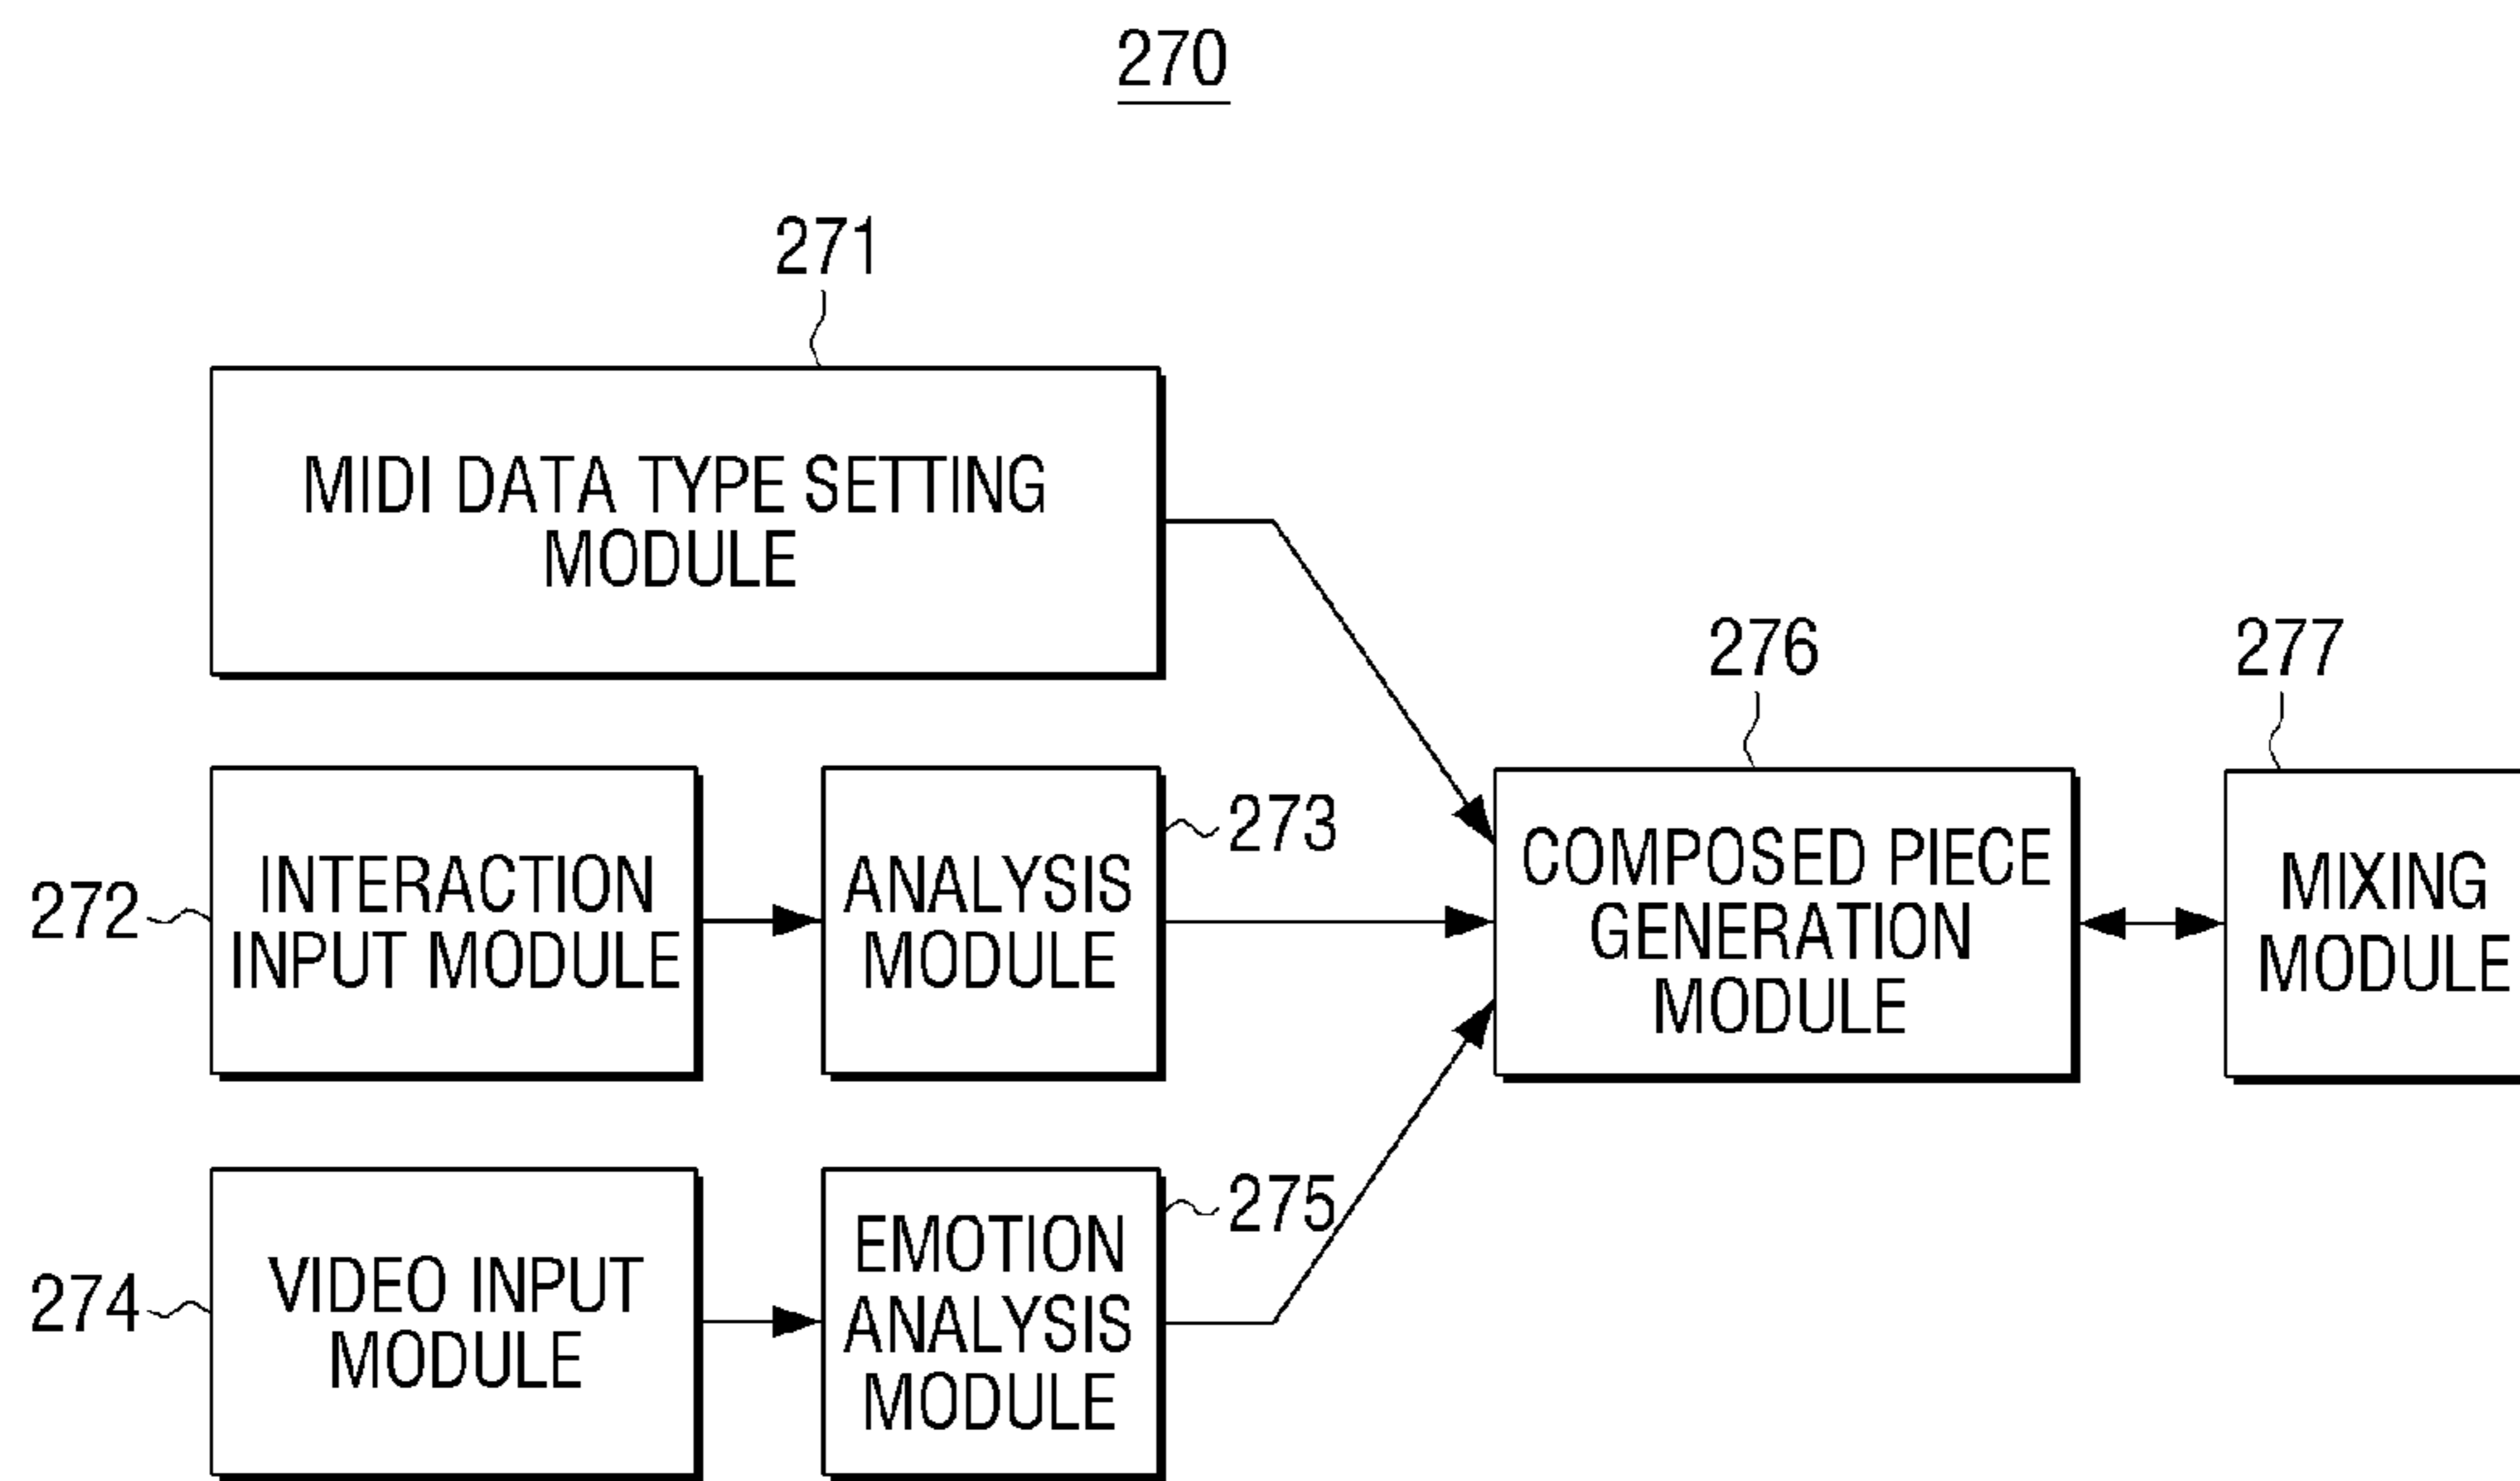 270
271
MIDI DATA TYPE SETTING
MODULE
276
277
272
INTERACTION
INPUT MODULE
ANALYSIS
MODULE
273
COMPOSED PIECE
GENERATION
MODULE
MIXING
MODULE
274
VIDEO INPUT
MODULE
EMOTION
ANALYSIS
MODULE
275